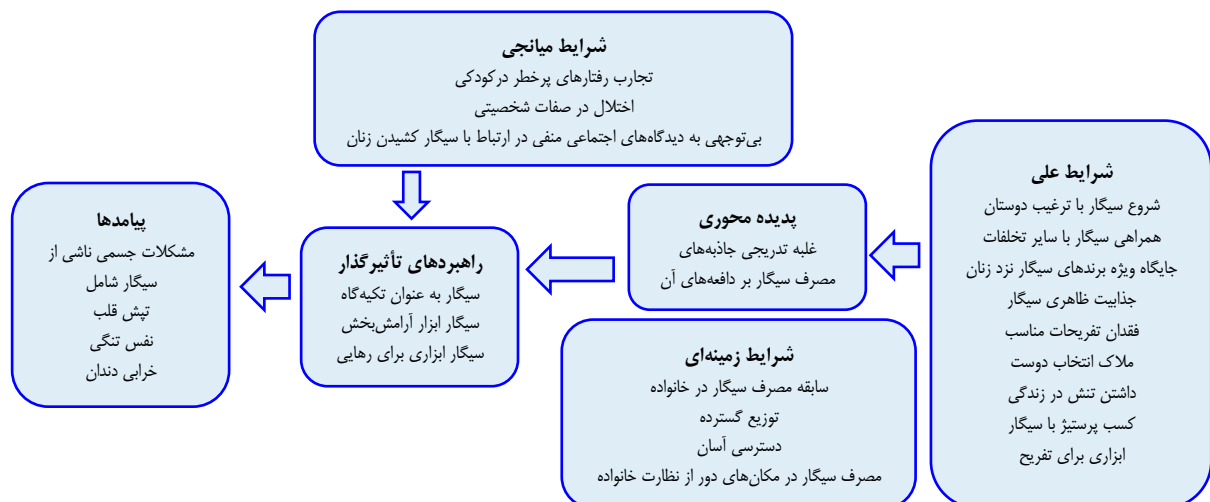 شرایط میانجی
تجارب رفتارهای پرخطر درکودکی
اختلال در صفات شخصیتی
بی‌توجهی به دیدگاه‌های اجتماعی منفی در ارتباط با سیگار کشیدن زنان
شرایط علی
شروع سیگار با ترغیب دوستان
همراهی سیگار با سایر تخلفات
جایگاه ویژه برندهای سیگار نزد زنان
جذابیت ظاهری سیگار
فقدان تفریحات مناسب
ملاک انتخاب دوست
داشتن تنش در زندگی
کسب پرستیژ با سیگار
ابزاری برای تفریح
پدیده محوری
غلبه تدریجی جاذبه‌های
مصرف سیگار بر دافعه‌های آن
شرایط زمینه‌ای
سابقه مصرف سیگار در خانواده
توزیع گسترده
دسترسی آسان
مصرف سیگار در مکان‌های دور از نظارت خانواده
راهبردهای تأثیرگذار
سیگار به عنوان تکیه‌گاه
سیگار ابزار آرامش‌بخش
سیگار ابزاری برای رهایی
پیامدها
مشکلات جسمی ناشی از
سیگار شامل
تپش قلب
نفس تنگی
خرابی دندان